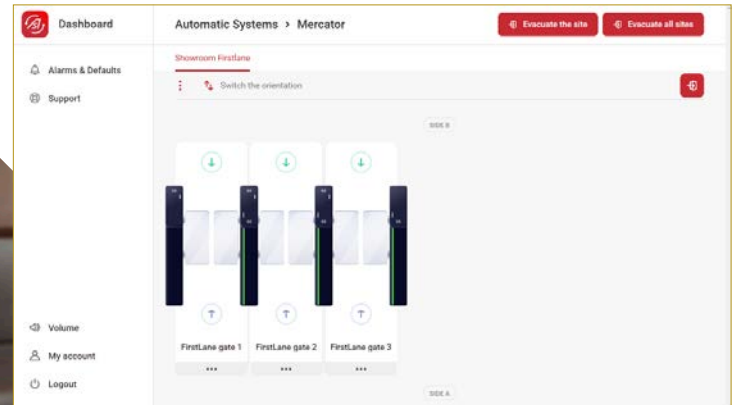 Dashboard
Automatic Systems > Mercator
Evacuate the site
Evacuate all sites
Alarms & Defaults
Support
Showroom Firstlane
Switch the orientation
SIDE B
FirstLane gate 1
FirstLane gate 2
FirstLane gate 3
SIDE A
Volume
My account
Logout